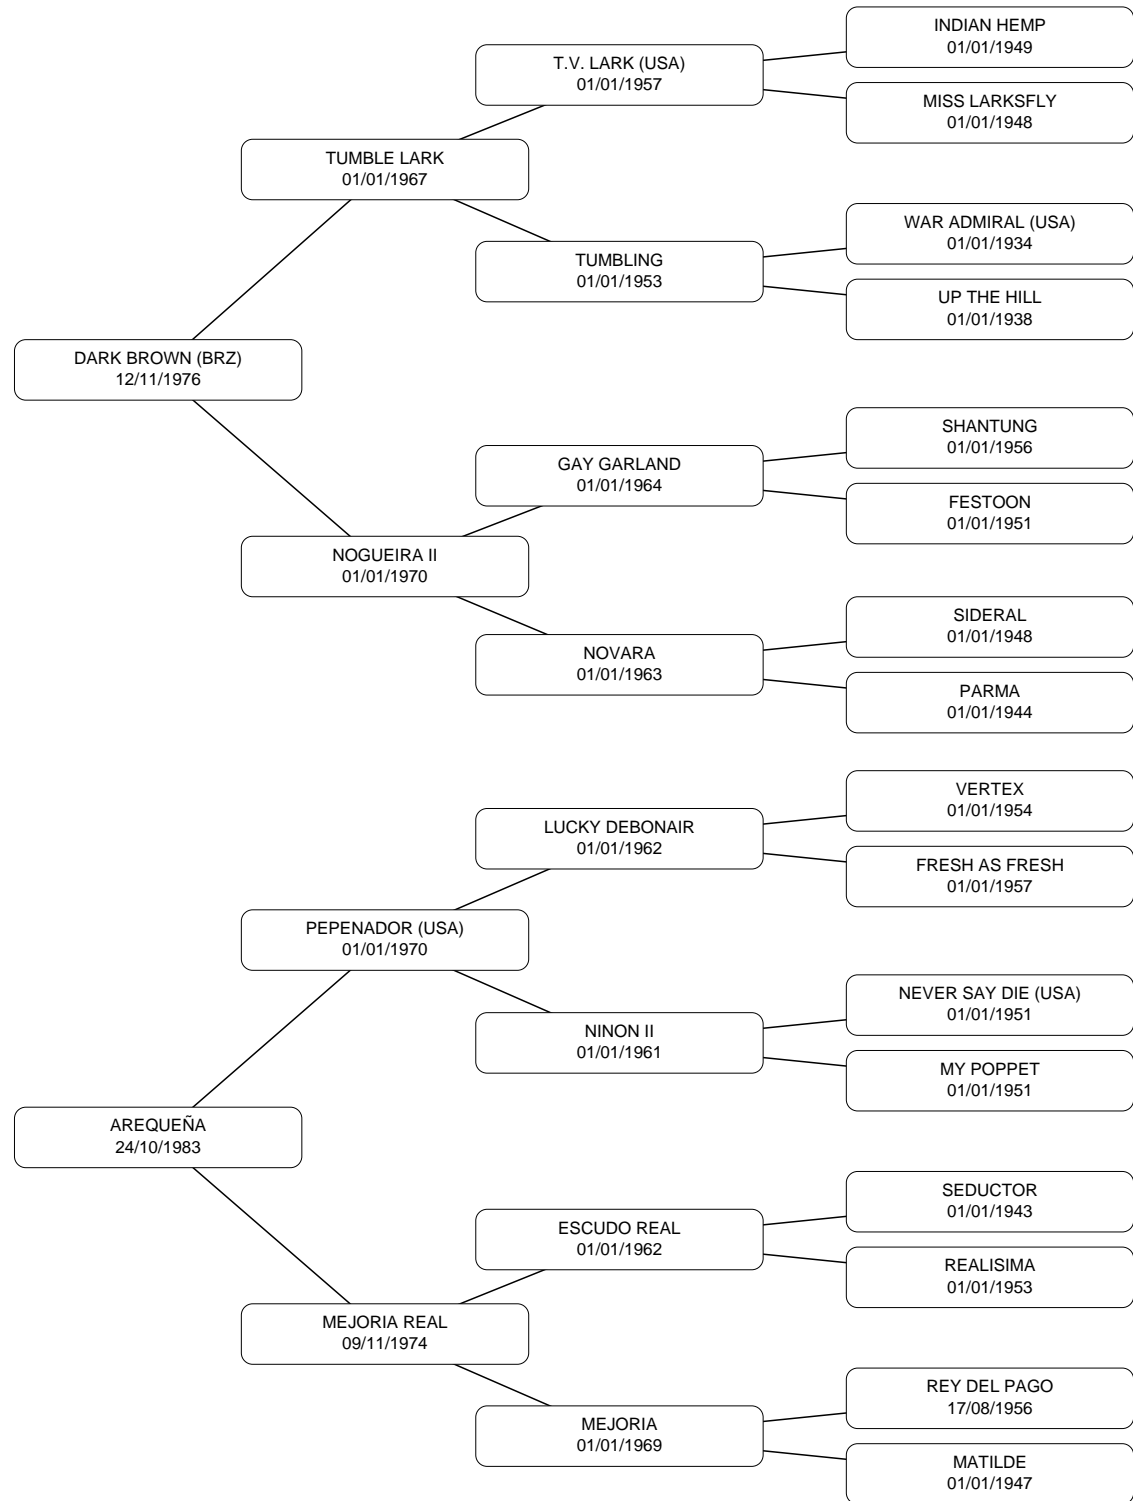 INDIAN HEMP
01/01/1949
T.V. LARK (USA)
01/01/1957
MISS LARKSFLY
01/01/1948
TUMBLE LARK
01/01/1967
WAR ADMIRAL (USA)
01/01/1934
TUMBLING
01/01/1953
UP THE HILL
01/01/1938
DARK BROWN (BRZ)
12/11/1976
SHANTUNG
01/01/1956
GAY GARLAND
01/01/1964
FESTOON
01/01/1951
NOGUEIRA II
01/01/1970
SIDERAL
01/01/1948
NOVARA
01/01/1963
PARMA
01/01/1944
VERTEX
01/01/1954
LUCKY DEBONAIR
01/01/1962
FRESH AS FRESH
01/01/1957
PEPENADOR (USA)
01/01/1970
NEVER SAY DIE (USA)
01/01/1951
NINON II
01/01/1961
MY POPPET
01/01/1951
AREQUEÑA
24/10/1983
SEDUCTOR
01/01/1943
ESCUDO REAL
01/01/1962
REALISIMA
01/01/1953
MEJORIA REAL
09/11/1974
REY DEL PAGO
17/08/1956
MEJORIA
01/01/1969
MATILDE
01/01/1947